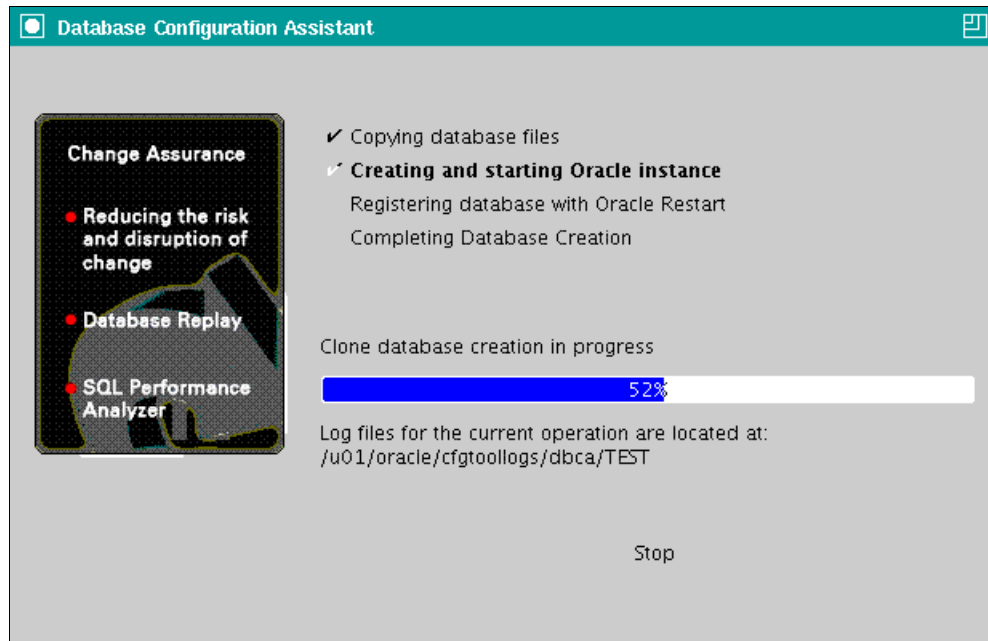 Database Configuration Assistant
Change Assurance
Reducing the risk
and disruption of
change
Database Replay
SQL Performance
Analyzer
Copying database files
Creating and starting Oracle instance
Registering database with Oracle Restart
Completing Database Creation
Clone database creation in progress
52%
Log files for the current operation are located at:
/u01/oracle/cfgtoollogs/dbca/TEST
Stop